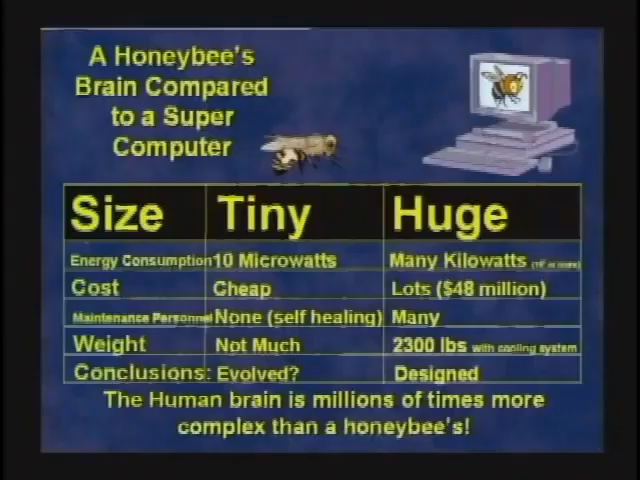 A Honeybee's
Brain Compared
to a Super
Computer
Size Tiny Huge
Energy Consumption 10 Microwatts Many Kilowatts
Cost Cheap Lots ($48 million)
Maintenance Personnel None (self healing) Many
Weight Not Much 2300 lbs with cooling system
Conclusions: Evolved? Designed
The Human brain is millions of times more
complex than a honeybee's!